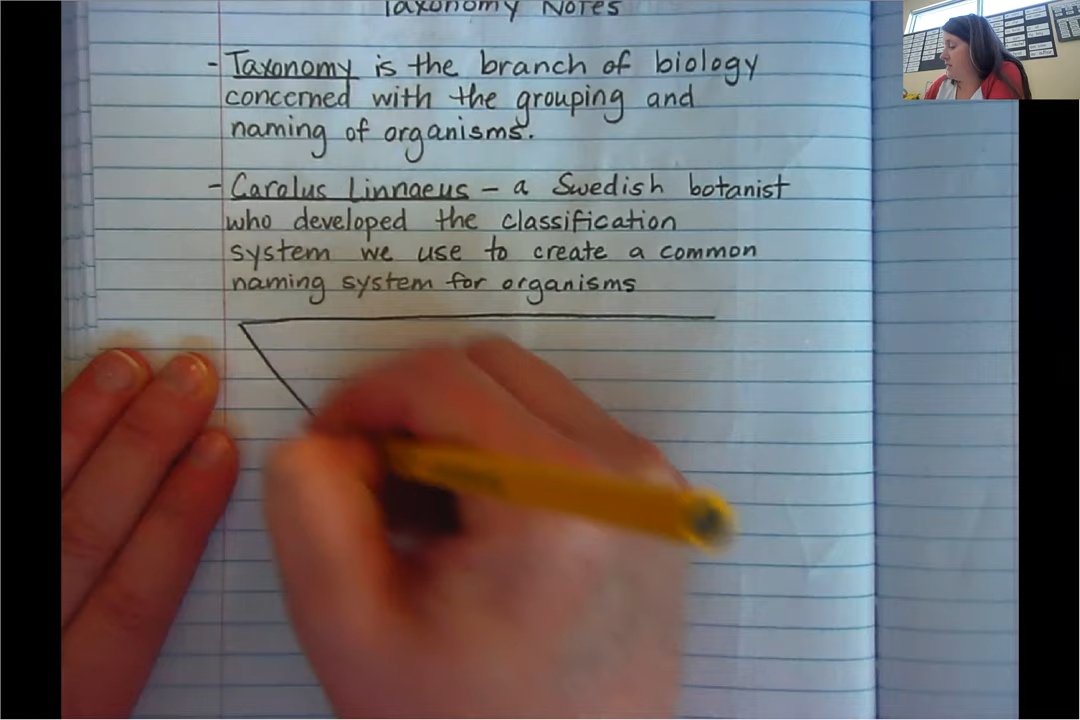 Taxonomy Notes
- Taxonomy is the branch of biology
concerned with the grouping and
naming of organisms.
- Carolus Linnaeus - a Swedish botanist
who developed the classification
system we use to create a common
naming system for organisms